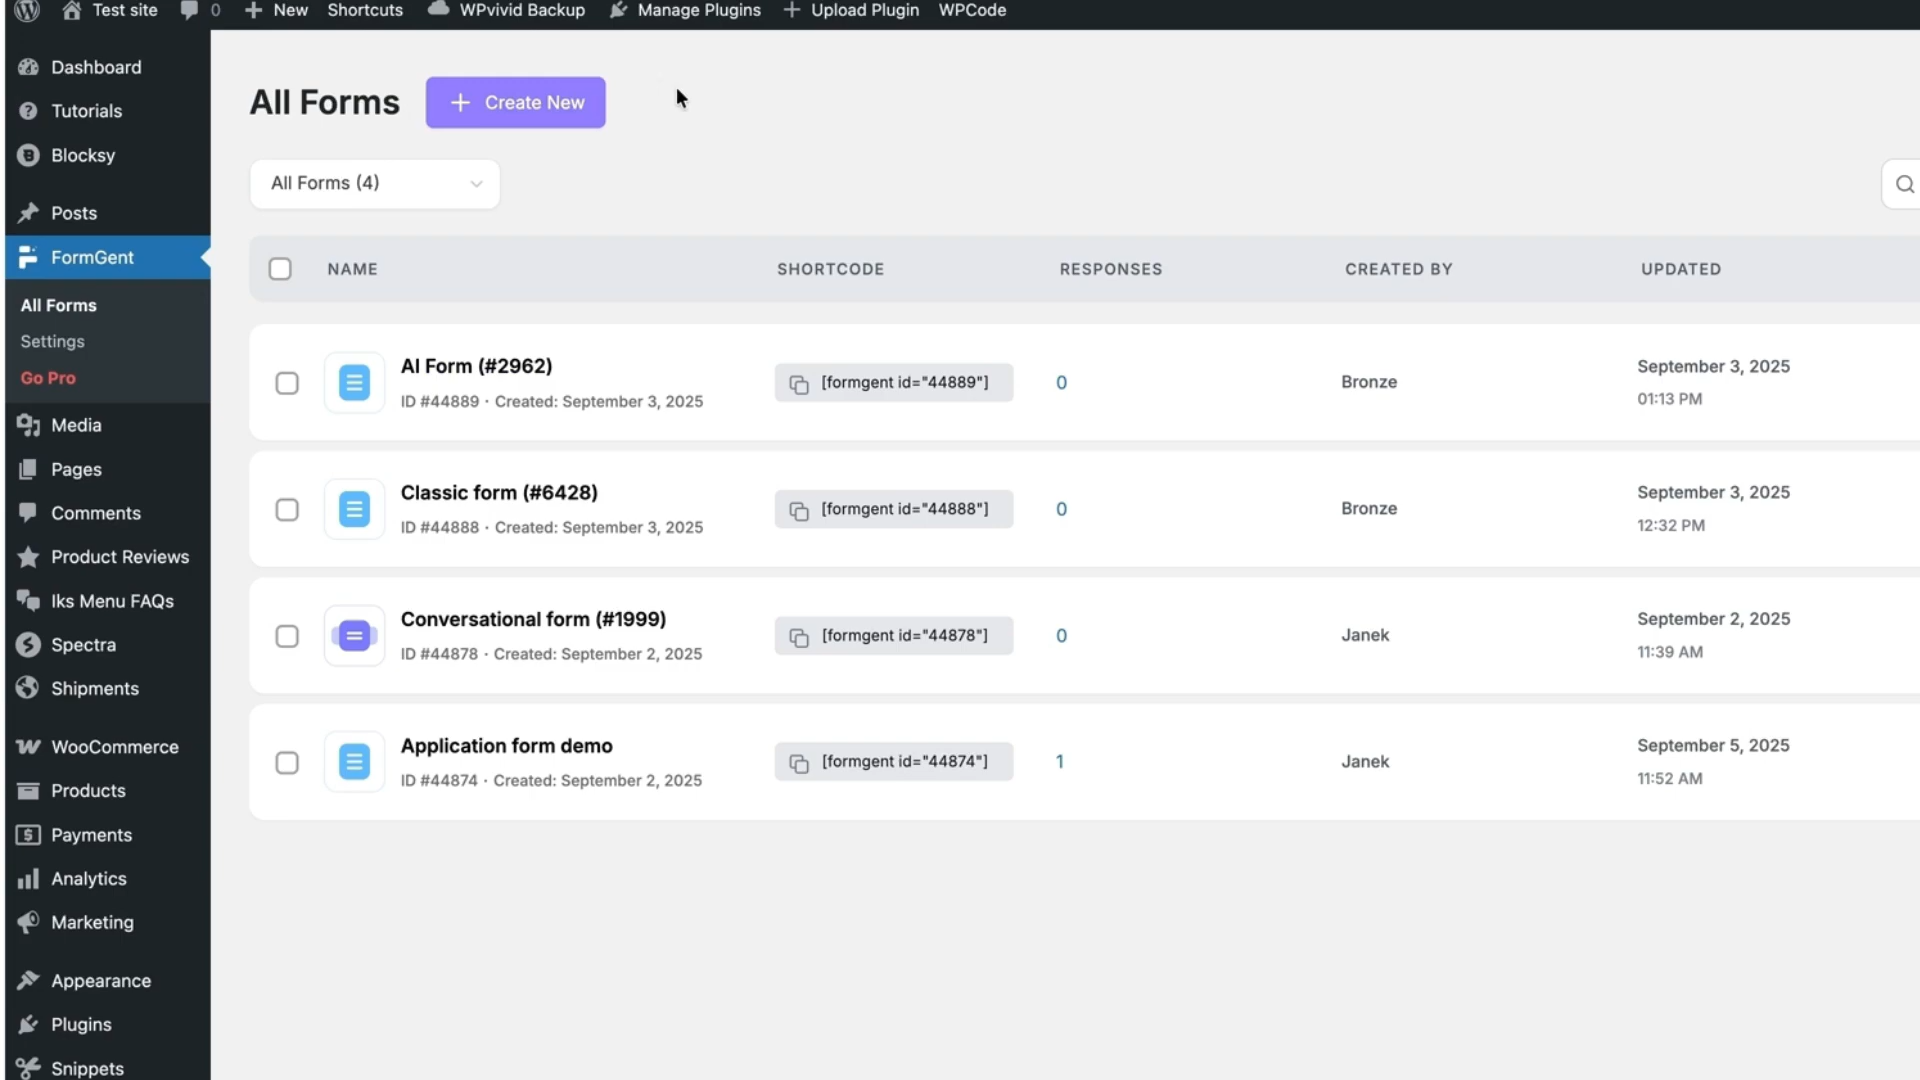 Test site 0 New Shortcuts WPvivid Backup Manage Plugins Upload Plugin WPCode
Dashboard
Tutorials
Blocksy
Posts
FormGent
All Forms
Settings
Go Pro
Media
Pages
Comments
Product Reviews
Iks Menu FAQs
Spectra
Shipments
WooCommerce
Products
Payments
Analytics
Marketing
Appearance
Plugins
Snippets
All Forms
Create New
All Forms (4)
NAME SHORTCODE RESPONSES CREATED BY UPDATED
AI Form (#2962)
ID #44889 · Created: September 3, 2025
[formgent id="44889"]
0
Bronze
September 3, 2025
01:13 PM
Classic form (#6428)
ID #44888 · Created: September 3, 2025
[formgent id="44888"]
0
Bronze
September 3, 2025
12:32 PM
Conversational form (#1999)
ID #44878 · Created: September 2, 2025
[formgent id="44878"]
0
Janek
September 2, 2025
11:39 AM
Application form demo
ID #44874 · Created: September 2, 2025
[formgent id="44874"]
1
Janek
September 5, 2025
11:52 AM